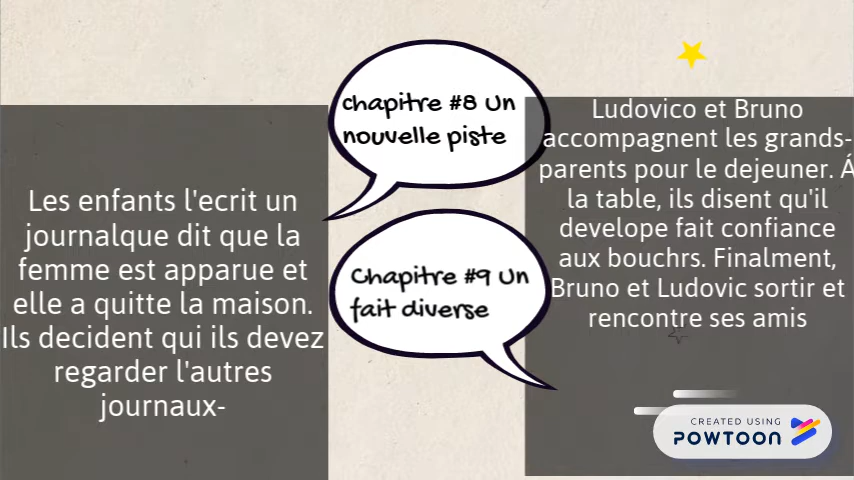 chapitre #8 Un
nouvelle piste
Ludovico et Bruno
accompagnent les grands-
parents pour le dejeuner. Á
la table, ils disent qu'il
develope fait confiance
aux bouchrs. Finalment,
Bruno et Ludovic sortir et
rencontre ses amis
Les enfants l'ecrit un
journalque dit que la
femme est apparue et
elle a quitte la maison.
Ils decident qui ils devez
regarder l'autres
journaux-
Chapitre #9 Un
fait diverse
CREATED USING
POWTOON